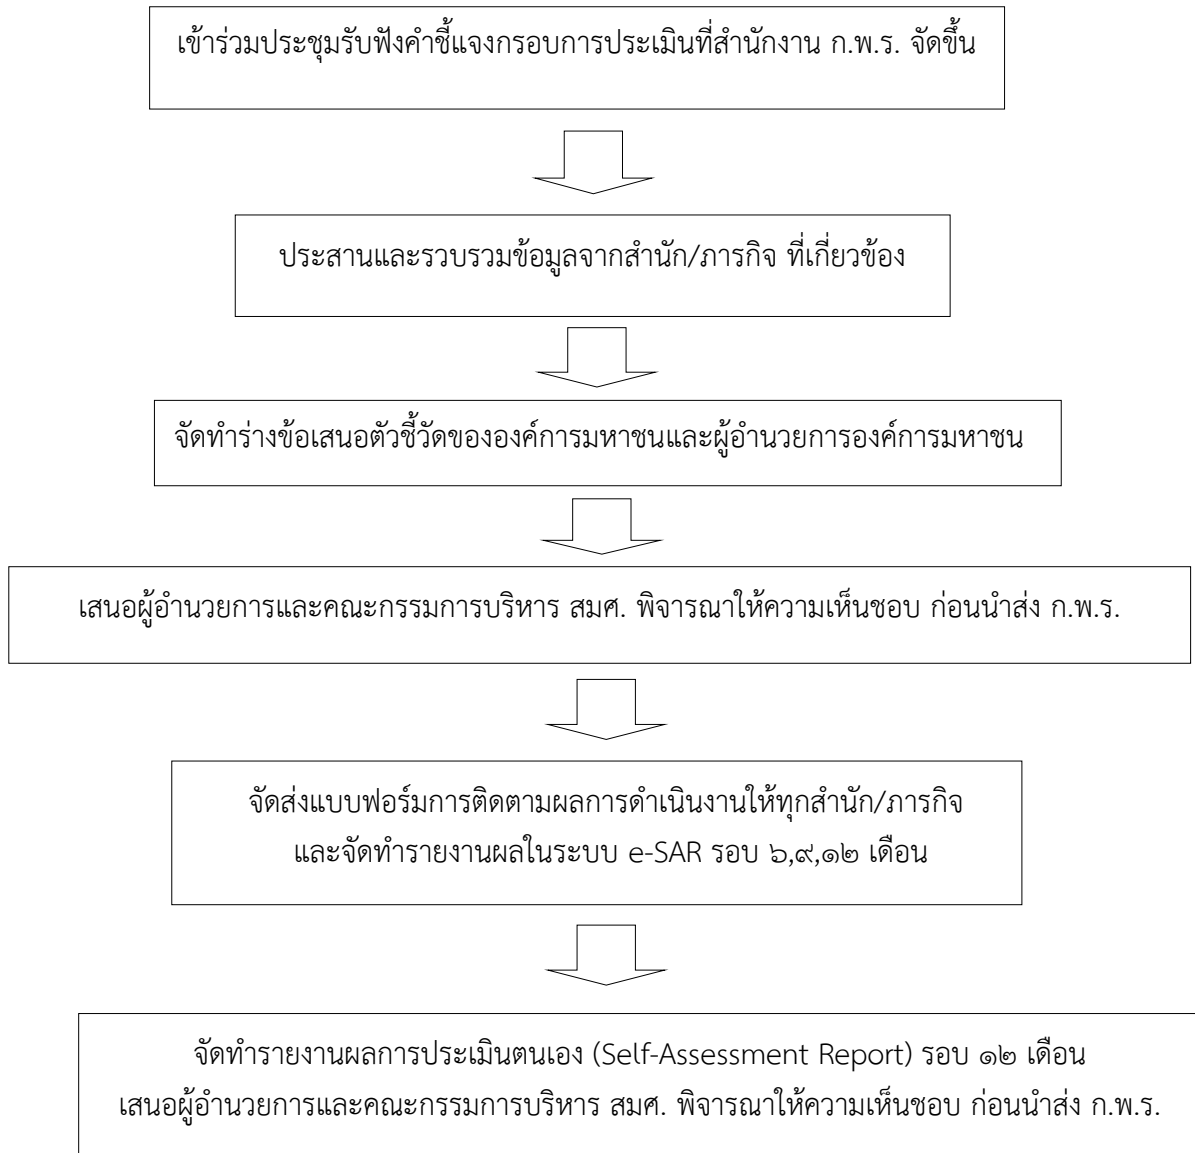 เข้าร่วมประชุมรับฟังคำชี้แจงกรอบการประเมินที่สำนักงาน ก.พ.ร. จัดขึ้น
ประสานและรวบรวมข้อมูลจากสำนัก/ภารกิจ ที่เกี่ยวข้อง
จัดทำร่างข้อเสนอตัวชี้วัดขององค์การมหาชนและผู้อำนวยการองค์การมหาชน
เสนอผู้อำนวยการและคณะกรรมการบริหาร สมศ. พิจารณาให้ความเห็นชอบ ก่อนนำส่ง ก.พ.ร.
จัดส่งแบบฟอร์มการติดตามผลการดำเนินงานให้ทุกสำนัก/ภารกิจ
และจัดทำรายงานผลในระบบ e-SAR รอบ ๖,๙,๑๒ เดือน
จัดทำรายงานผลการประเมินตนเอง (Self-Assessment Report) รอบ ๑๒ เดือน
เสนอผู้อำนวยการและคณะกรรมการบริหาร สมศ. พิจารณาให้ความเห็นชอบ ก่อนนำส่ง ก.พ.ร.